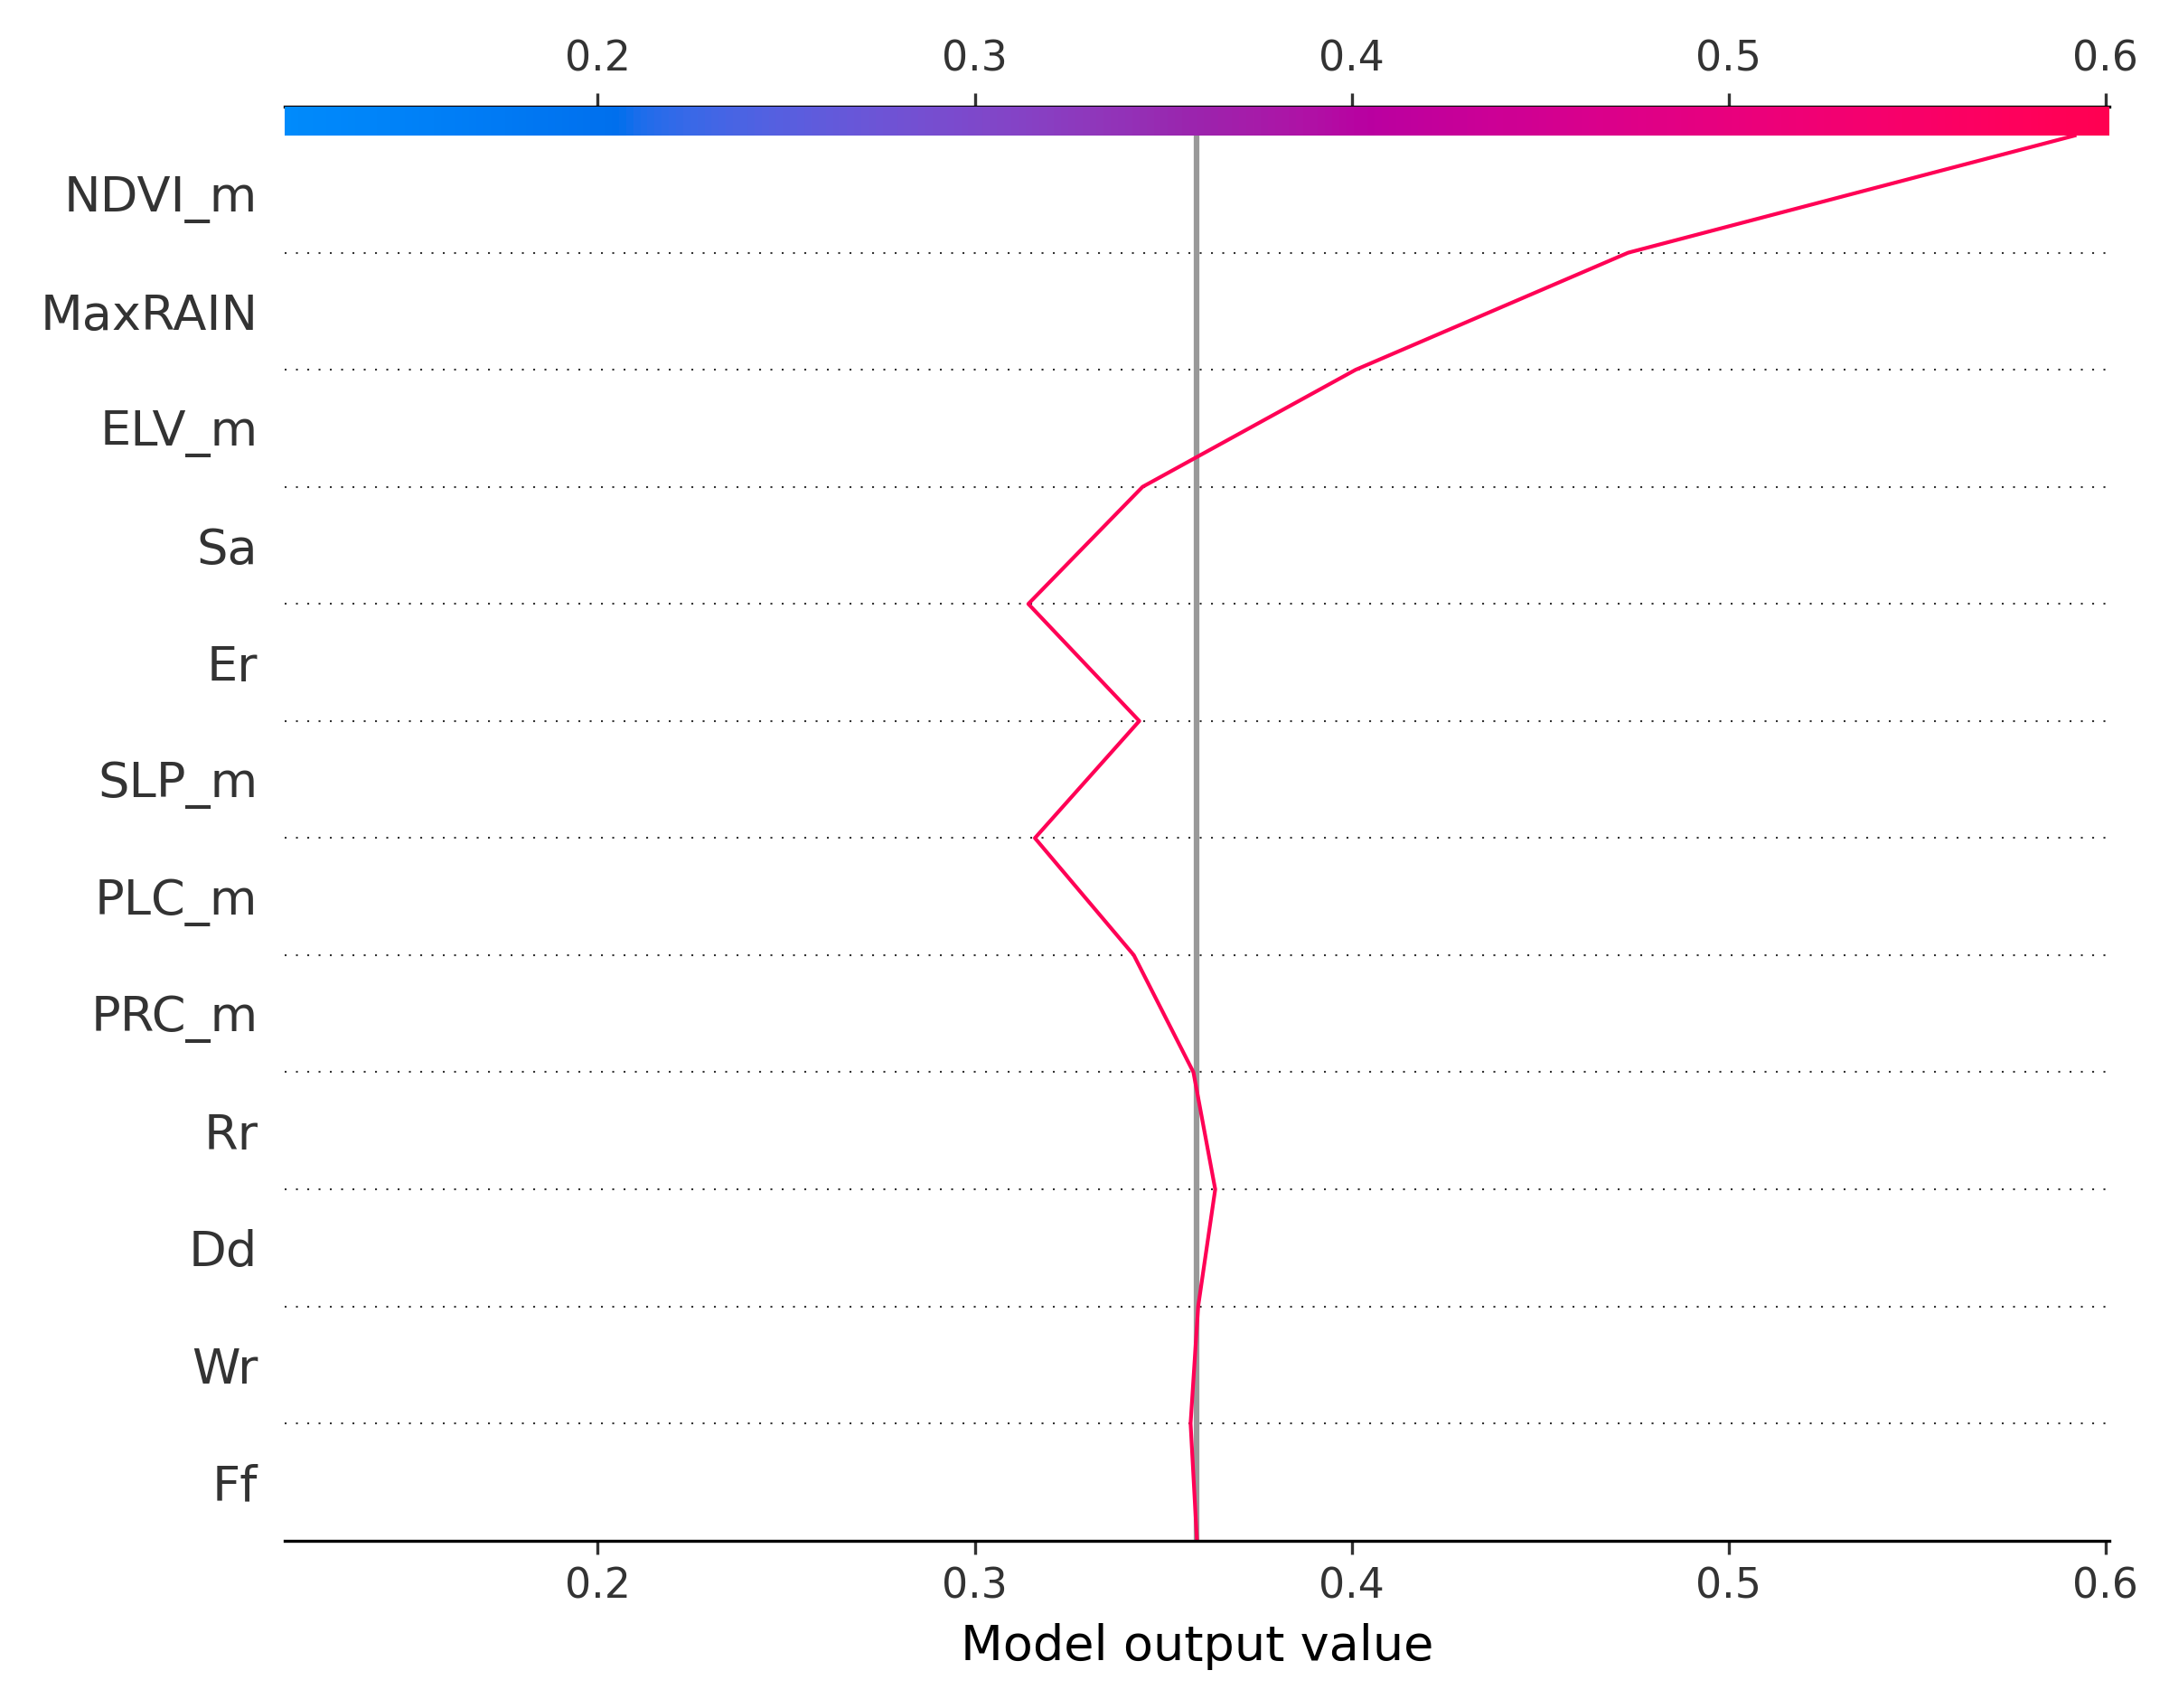 0.2 0.3 0.4 0.5 0.6
NDVI_m
MaxRAIN
ELV_m
Sa
Er
SLP_m
PLC_m
PRC_m
Rr
Dd
Wr
Ff
0.2 0.3 0.4 0.5 0.6
Model output value